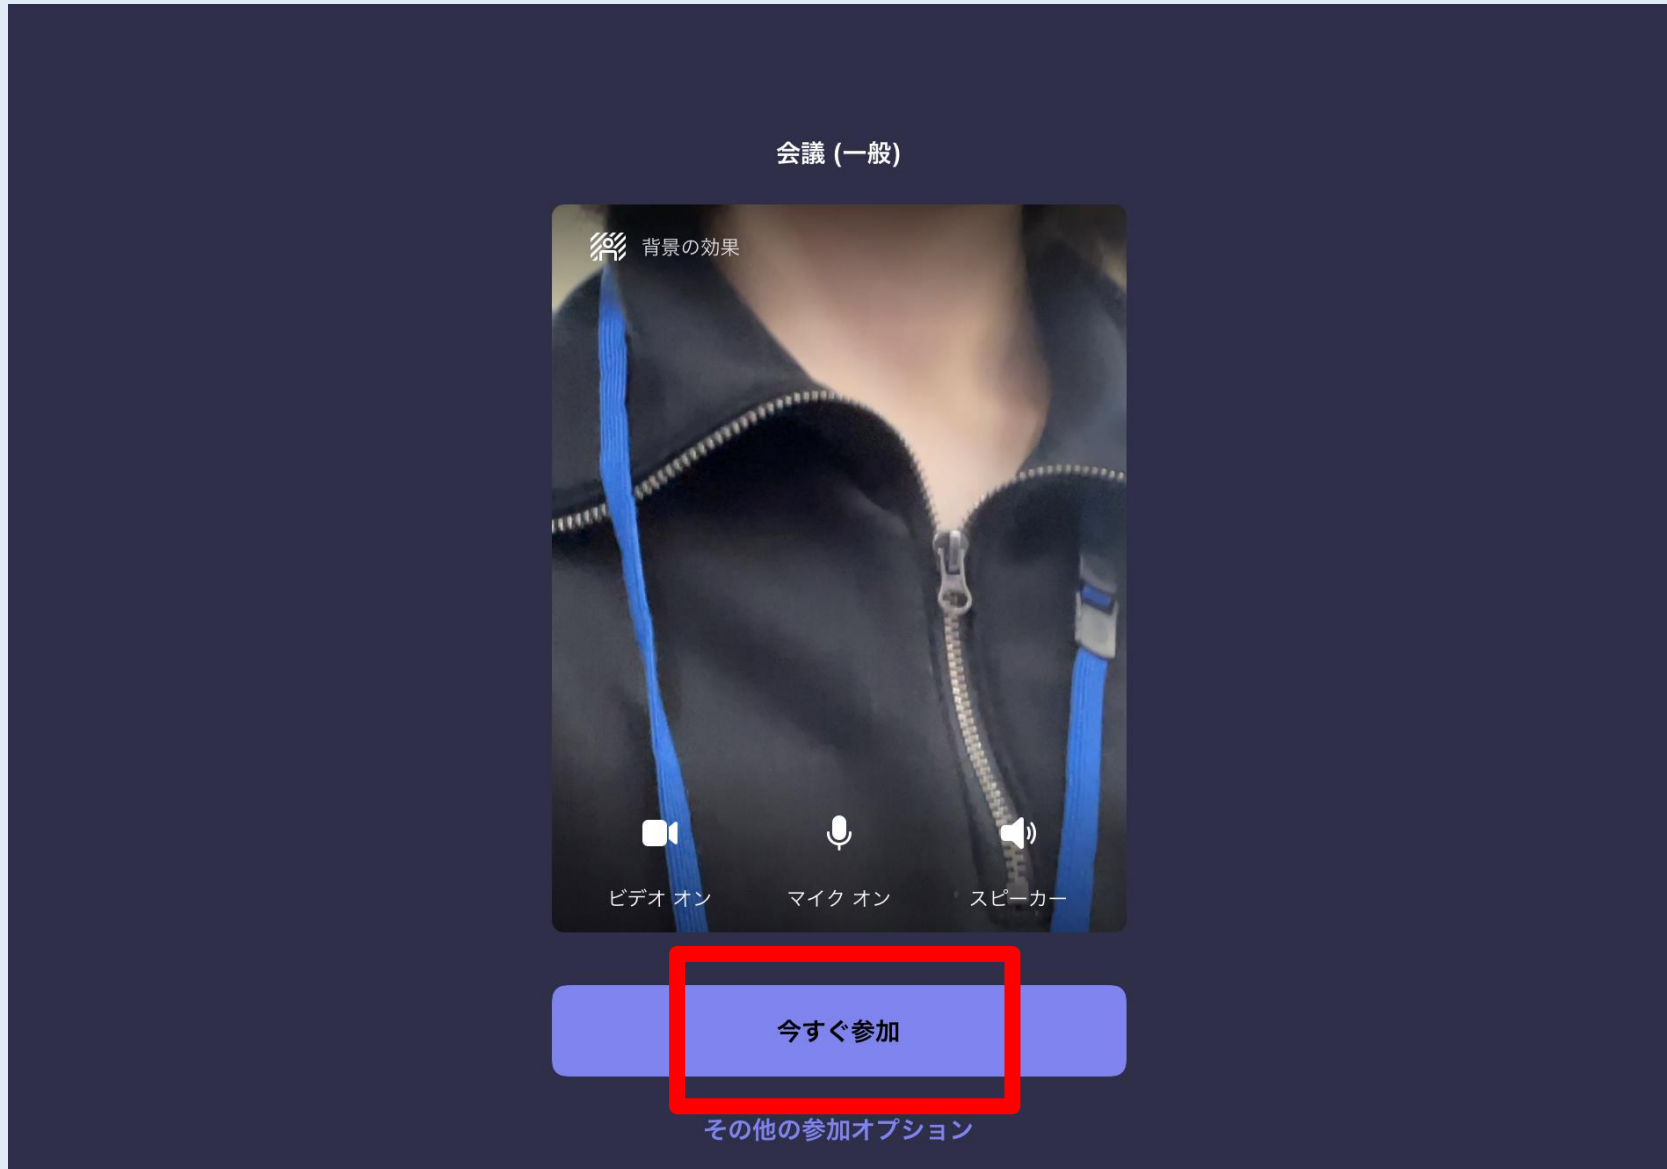 会議 (一般)
背景の効果
ビデオ オン
マイク オン
スピーカー
今すぐ参加
その他の参加オプション